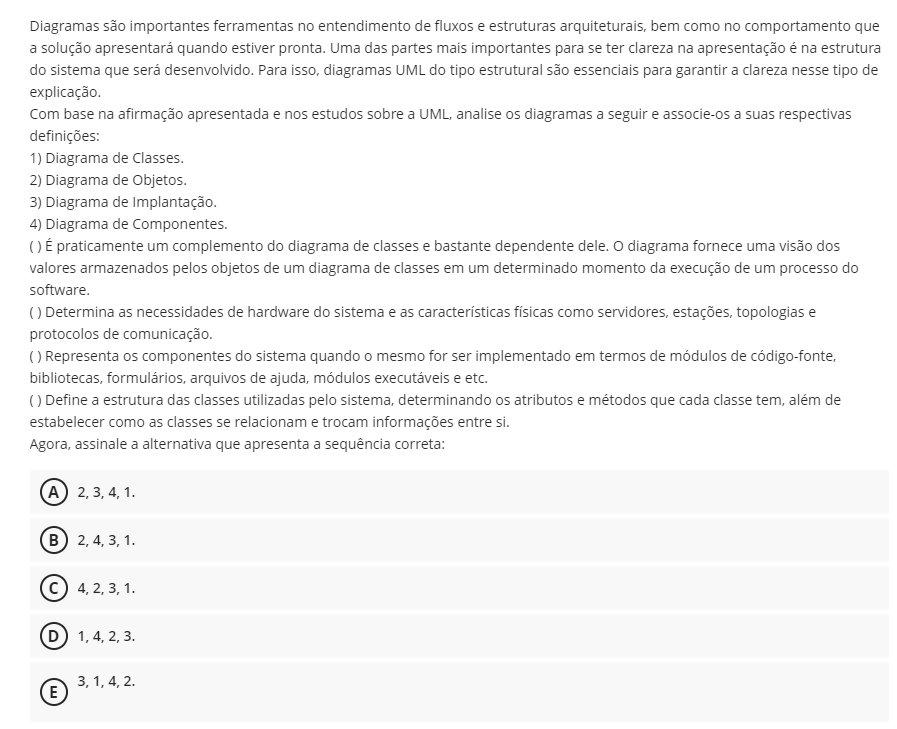 Diagramas são importantes ferramentas no entendimento de fluxos e estruturas arquiteturais, bem como no comportamento que
a solução apresentará quando estiver pronta. Uma das partes mais importantes para se ter clareza na apresentação é na estrutura
do sistema que será desenvolvido. Para isso, diagramas UML do tipo estrutural são essenciais para garantir a clareza nesse tipo de
explicação.
Com base na afirmação apresentada e nos estudos sobre a UML, analise os diagramas a seguir e associe-os a suas respectivas
definições:
1) Diagrama de Classes.
2) Diagrama de Objetos.
3) Diagrama de Implantação.
4) Diagrama de Componentes.
( ) É praticamente um complemento do diagrama de classes e bastante dependente dele. O diagrama fornece uma visão dos
valores armazenados pelos objetos de um diagrama de classes em um determinado momento da execução de um processo do
software.
( ) Determina as necessidades de hardware do sistema e as características físicas como servidores, estações, topologias e
protocolos de comunicação.
( ) Representa os componentes do sistema quando o mesmo for ser implementado em termos de módulos de código-fonte,
bibliotecas, formulários, arquivos de ajuda, módulos executáveis e etc.
( ) Define a estrutura das classes utilizadas pelo sistema, determinando os atributos e métodos que cada classe tem, além de
estabelecer como as classes se relacionam e trocam informações entre si.
Agora, assinale a alternativa que apresenta a sequência correta:
A 2, 3, 4, 1.
B 2, 4, 3, 1.
C 4, 2, 3, 1.
D 1, 4, 2, 3.
E 3, 1, 4, 2.